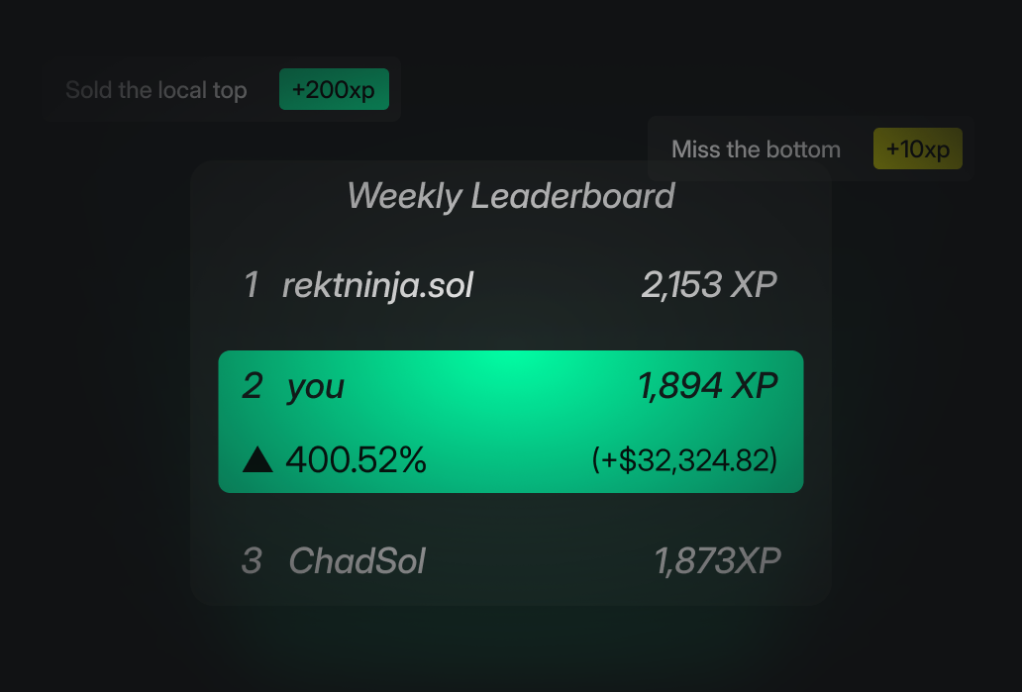 Sold the local top +200xp
Miss the bottom +10xp
Weekly Leaderboard
1 rektninja.sol 2,153 XP
2 you 1,894 XP
▲ 400.52% (+$32,324.82)
3 ChadSol 1,873XP